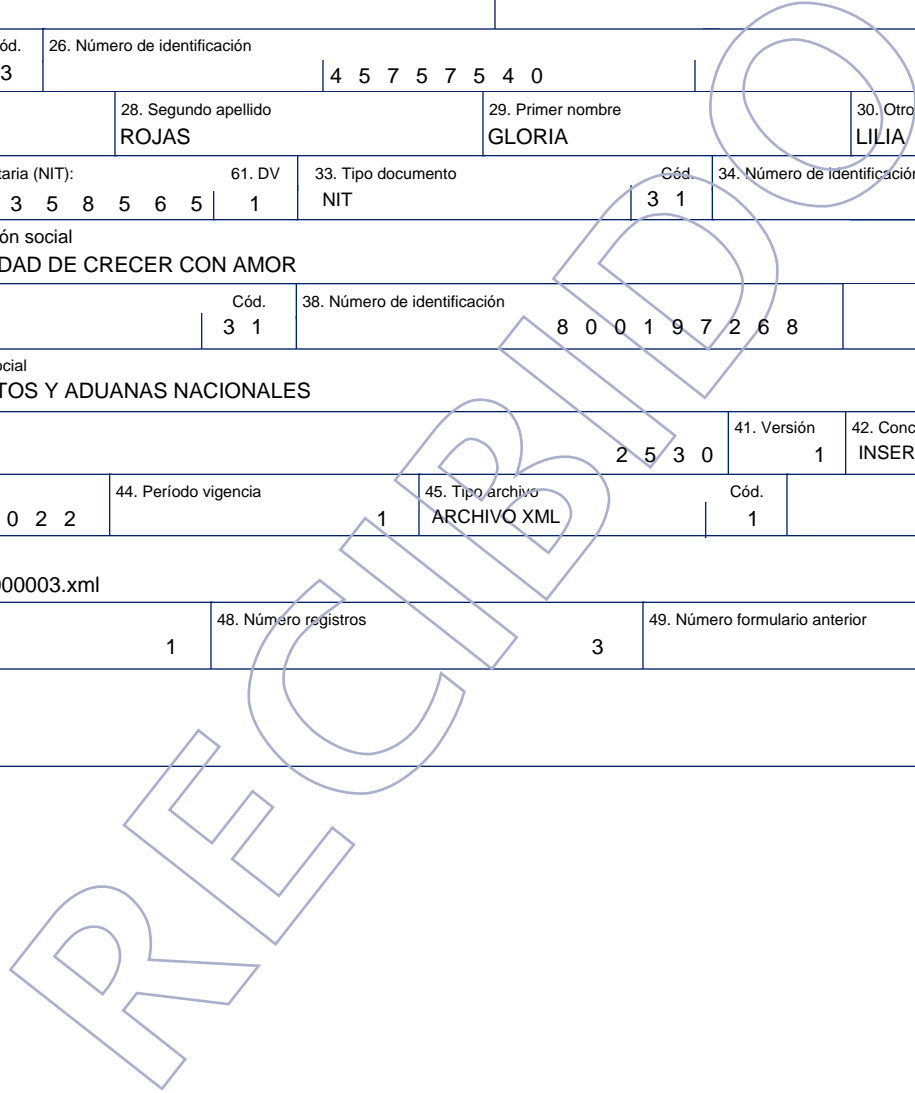 ód. 26. Número de identificación
3 4 5 7 5 7 5 4 0
28. Segundo apellido 29. Primer nombre 30. Otro
ROJAS GLORIA LILIA
taria (NIT): 61. DV 33. Tipo documento Cód. 34. Número de identificación
3 5 8 5 6 5 1 NIT 3 1
ón social
DAD DE CRECER CON AMOR
Cód. 38. Número de identificación
3 1 8 0 0 1 9 7 2 6 8
ocial
TOS Y ADUANAS NACIONALES
41. Versión 42. Conc
2 5 3 0 1 INSER
44. Período vigencia 45. Tipo archivo Cód.
0 2 2 1 ARCHIVO XML 1
000003.xml
48. Número registros 49. Número formulario anterior
1 3
RECIBIDO